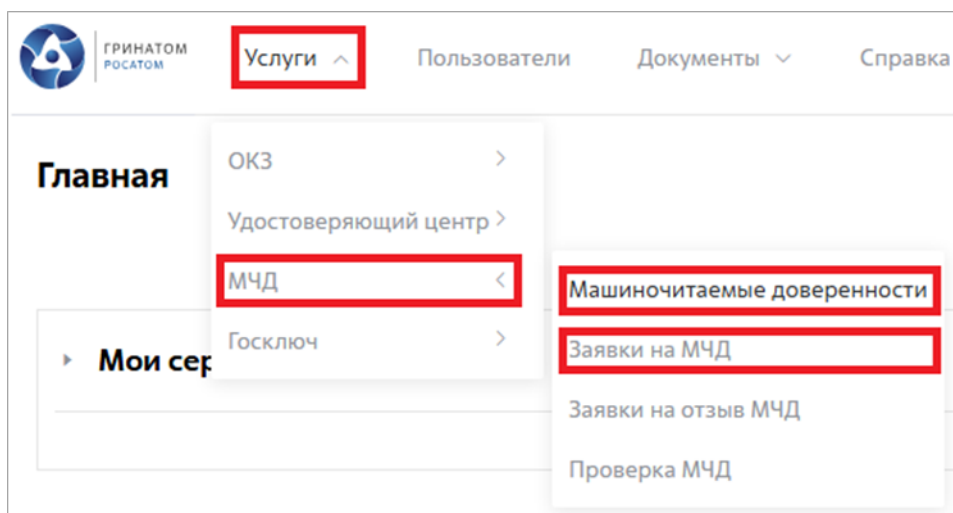 ГРИНАТОМ
РОСАТОМ
Услуги
Пользователи
Документы
Справка
Главная
ОКЗ
Удостоверяющий центр
МЧД
Госключ
Машиночитаемые доверенности
Заявки на МЧД
Заявки на отзыв МЧД
Проверка МЧД
Мои сер